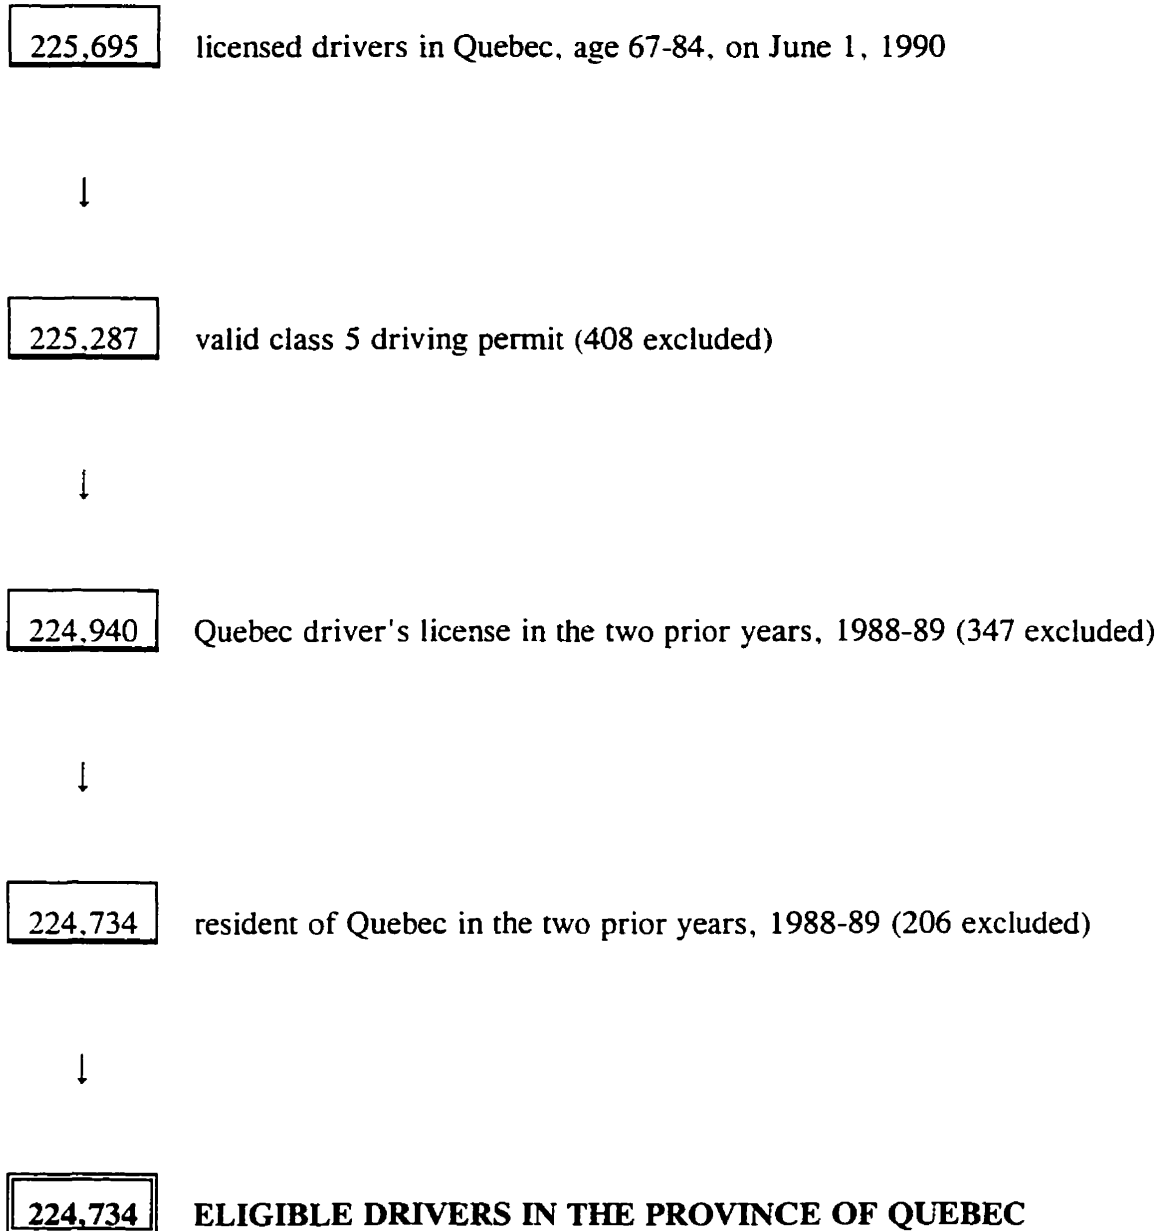 225,695 licensed drivers in Quebec, age 67-84, on June 1, 1990
↓
225,287 valid class 5 driving permit (408 excluded)
↓
224,940 Quebec driver's license in the two prior years, 1988-89 (347 excluded)
↓
224,734 resident of Quebec in the two prior years, 1988-89 (206 excluded)
↓
224,734 ELIGIBLE DRIVERS IN THE PROVINCE OF QUEBEC